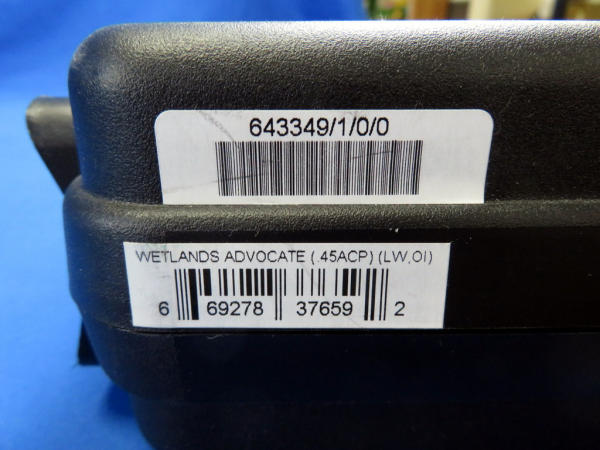 643349/1/0/0
WETLANDS ADVOCATE (.45ACP) (LW,OI)
6 69278 37659 2